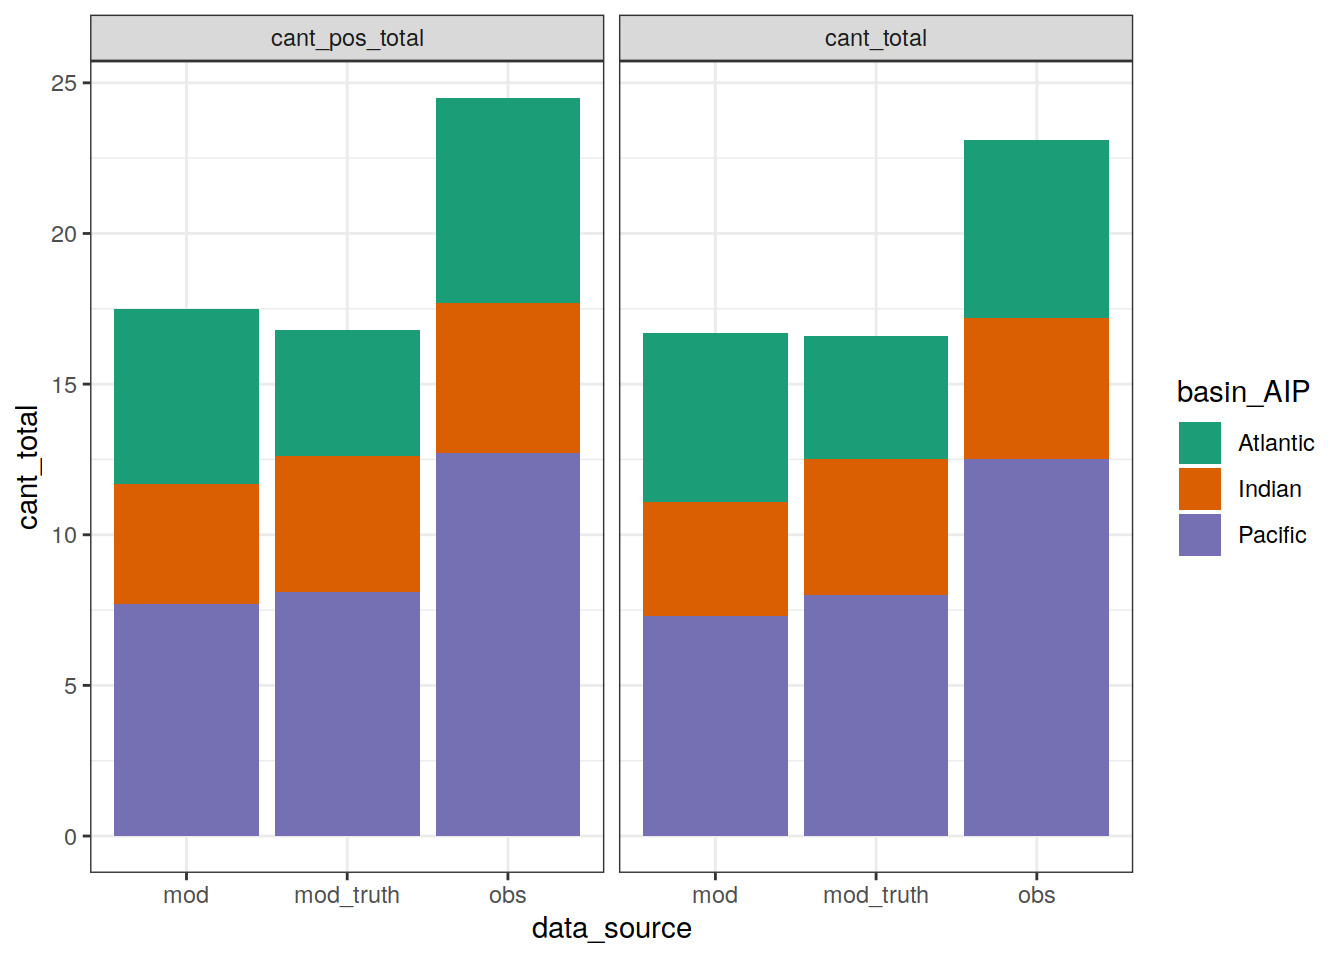 cant_pos_total
cant_total
25
20
15
10
5
0
cant_total
mod
mod_truth
obs
mod
mod_truth
obs
data_source
basin_AIP
Atlantic
Indian
Pacific